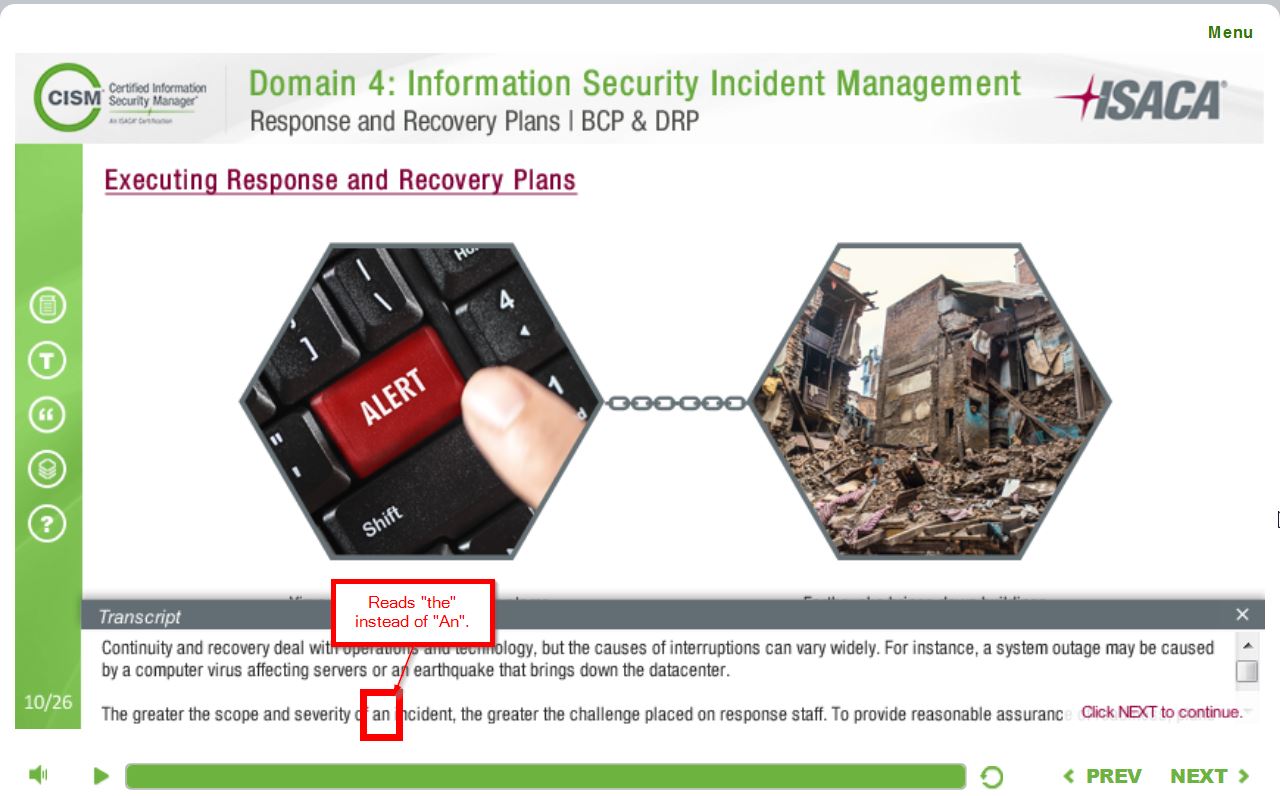 Menu
CISM Certified Information Security Manager
An ISACA Certification
Domain 4: Information Security Incident Management
Response and Recovery Plans | BCP & DRP
ISACA
Executing Response and Recovery Plans
ALERT
Shift
4
1
Reads "the"
instead of "An".
Transcript
Continuity and recovery deal with operations and technology, but the causes of interruptions can vary widely. For instance, a system outage may be caused
by a computer virus affecting servers or an earthquake that brings down the datacenter.
The greater the scope and severity of an incident, the greater the challenge placed on response staff. To provide reasonable assurance
Click NEXT to continue.
10/26
PREV
NEXT